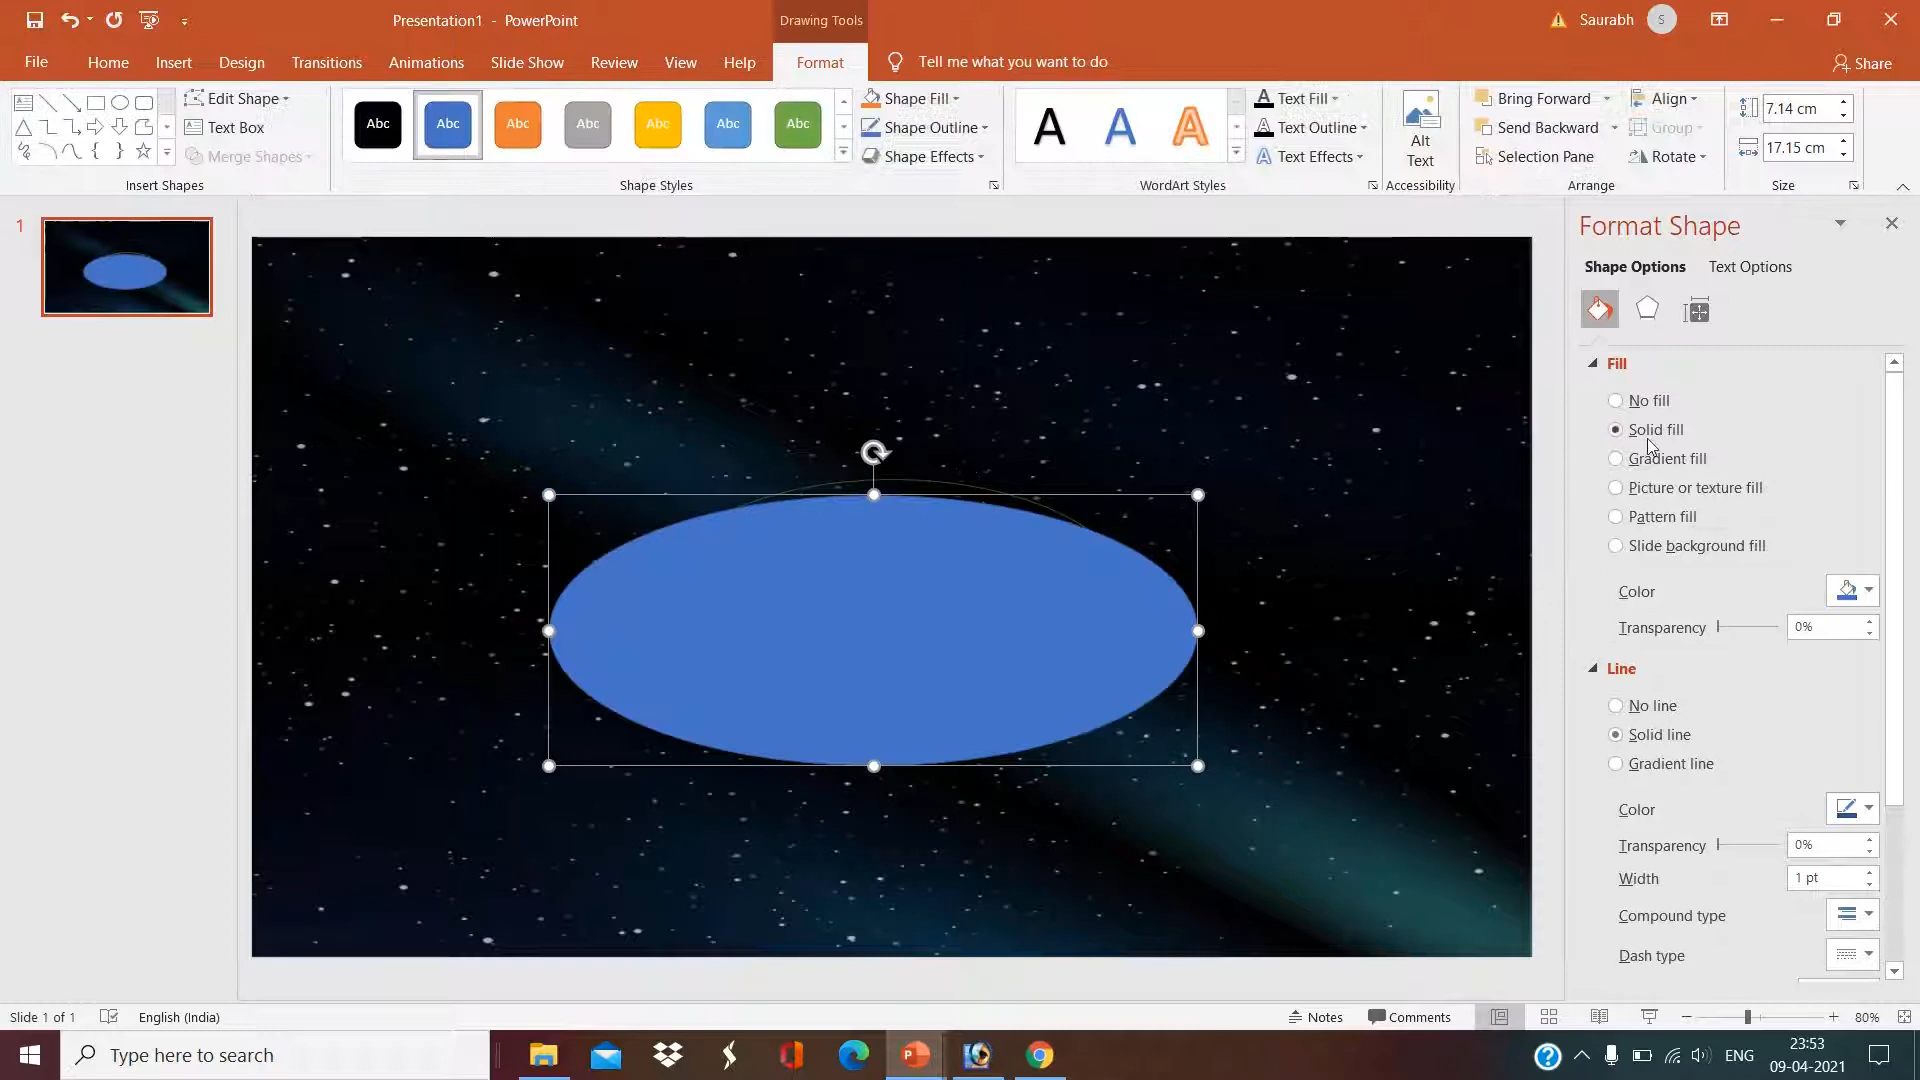 Presentation1 - PowerPoint
Drawing Tools
Saurabh
S
File
Home
Insert
Design
Transitions
Animations
Slide Show
Review
View
Help
Format
Tell me what you want to do
Share
Edit Shape
Text Box
Merge Shapes
Insert Shapes
Abc
Abc
Abc
Abc
Abc
Abc
Abc
Shape Fill
Shape Outline
Shape Effects
Shape Styles
A
A
A
Text Fill
Text Outline
Text Effects
WordArt Styles
Alt
Text
Accessibility
Bring Forward
Send Backward
Selection Pane
Align
Group
Rotate
Arrange
7.14 cm
17.15 cm
Size
1
Format Shape
Shape Options
Text Options
Fill
No fill
Solid fill
Gradient fill
Picture or texture fill
Pattern fill
Slide background fill
Color
Transparency
0%
Line
No line
Solid line
Gradient line
Color
Transparency
0%
Width
1 pt
Compound type
Dash type
Slide 1 of 1
English (India)
Notes
Comments
80%
Type here to search
ENG
23:53
09-04-2021